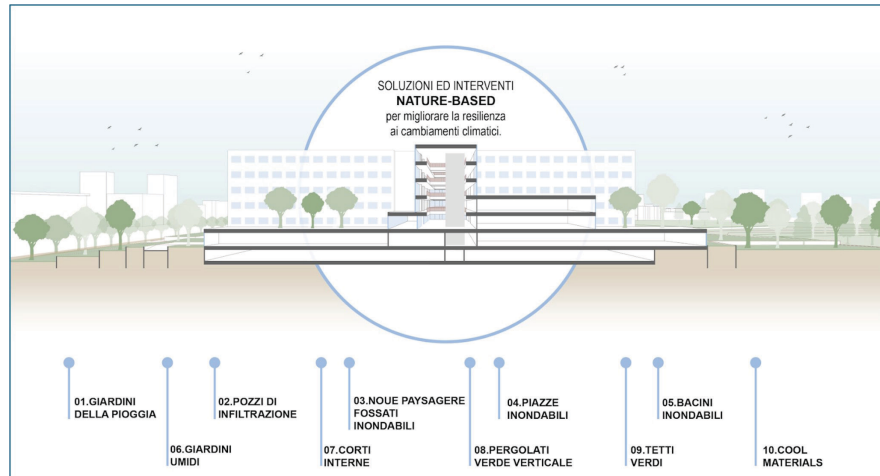 SOLUZIONI ED INTERVENTI
NATURE-BASED
per migliorare la resilienza
ai cambiamenti climatici.
01.GIARDINI
DELLA PIOGGIA
02.POZZI DI
INFILTRAZIONE
03.NOUE PAYSAGERE
FOSSATI
INONDABILI
04.PIAZZE
INONDABILI
05.BACINI
INONDABILI
06.GIARDINI
UMIDI
07.CORTI
INTERNE
08.PERGOLATI
VERDE VERTICALE
09.TETTI
VERDI
10.COOL
MATERIALS